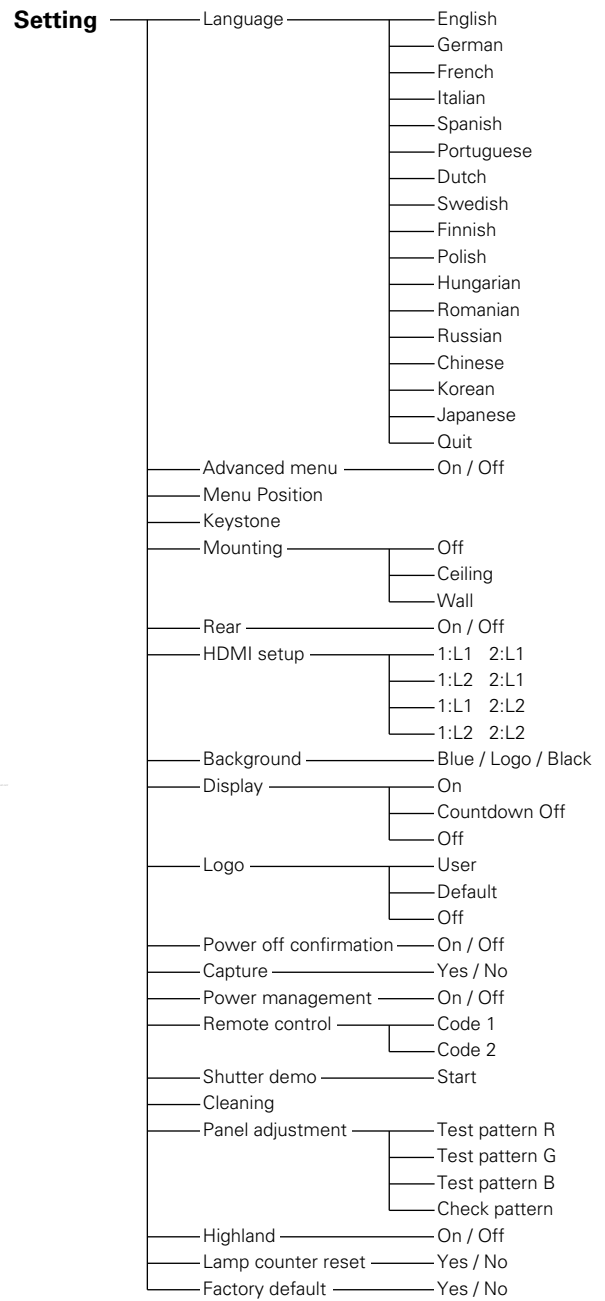 Setting Language English
German
French
Italian
Spanish
Portuguese
Dutch
Swedish
Finnish
Polish
Hungarian
Romanian
Russian
Chinese
Korean
Japanese
Quit
Advanced menu On / Off
Menu Position
Keystone
Mounting Off
Ceiling
Wall
Rear On / Off
HDMI setup 1:L1 2:L1
1:L2 2:L1
1:L1 2:L2
1:L2 2:L2
Background Blue / Logo / Black
Display On
Countdown Off
Off
Logo User
Default
Off
Power off confirmation On / Off
Capture Yes / No
Power management On / Off
Remote control Code 1
Code 2
Shutter demo Start
Cleaning
Panel adjustment Test pattern R
Test pattern G
Test pattern B
Check pattern
Highland On / Off
Lamp counter reset Yes / No
Factory default Yes / No